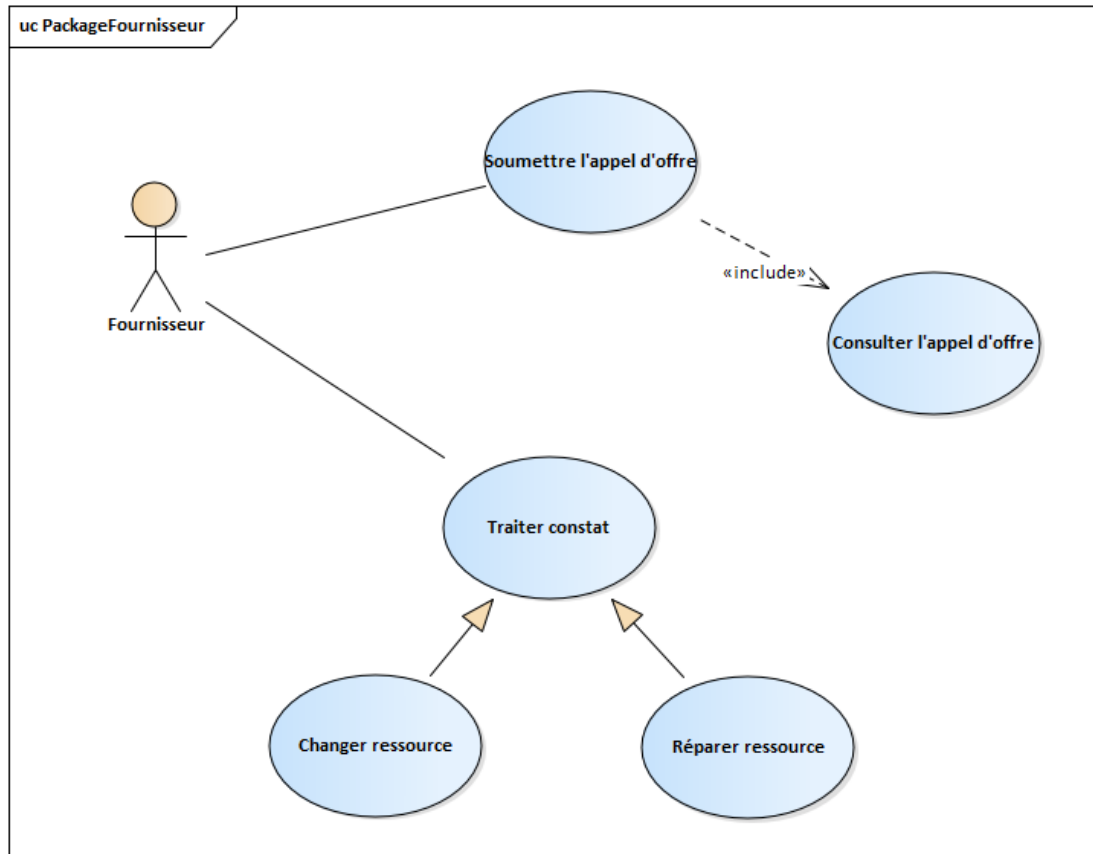 uc PackageFournisseur
Soumettre l'appel d'offre
«include»
Fournisseur
Consulter l'appel d'offre
Traiter constat
Changer ressource
Réparer ressource